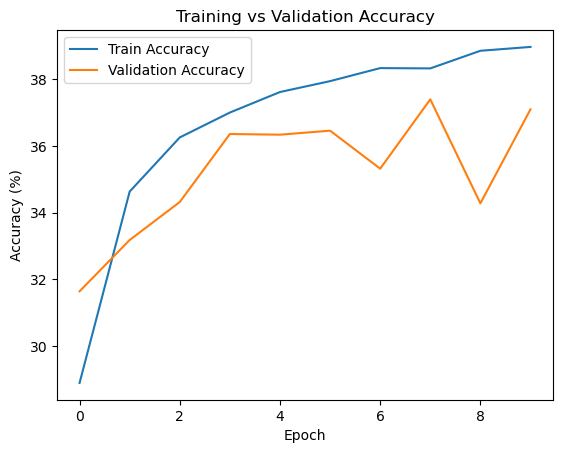 Training vs Validation Accuracy
Train Accuracy
Validation Accuracy
Accuracy (%)
38
36
34
32
30
0
2
4
6
8
Epoch